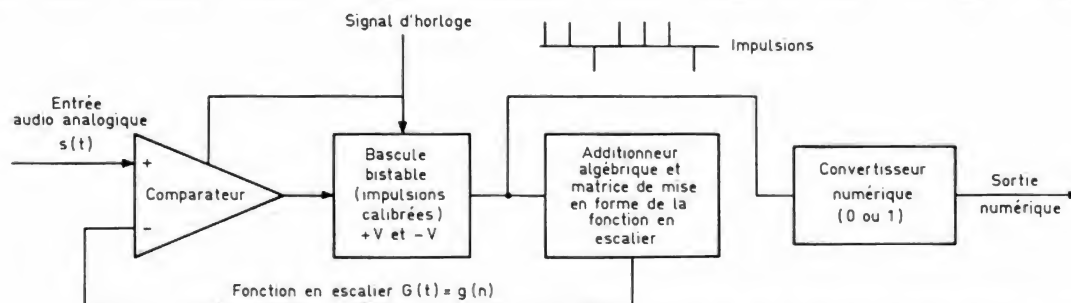 Signal d'horloge
Impulsions
Entrée
audio analogique
s(t)
+
Comparateur
−
Bascule
bistable
(impulsions
calibrées)
+V et −V
Additionneur
algébrique et
matrice de mise
en forme de la
fonction en
escalier
Convertisseur
numérique
(0 ou 1)
Sortie
numérique
Fonction en escalier G(t) = g(n)